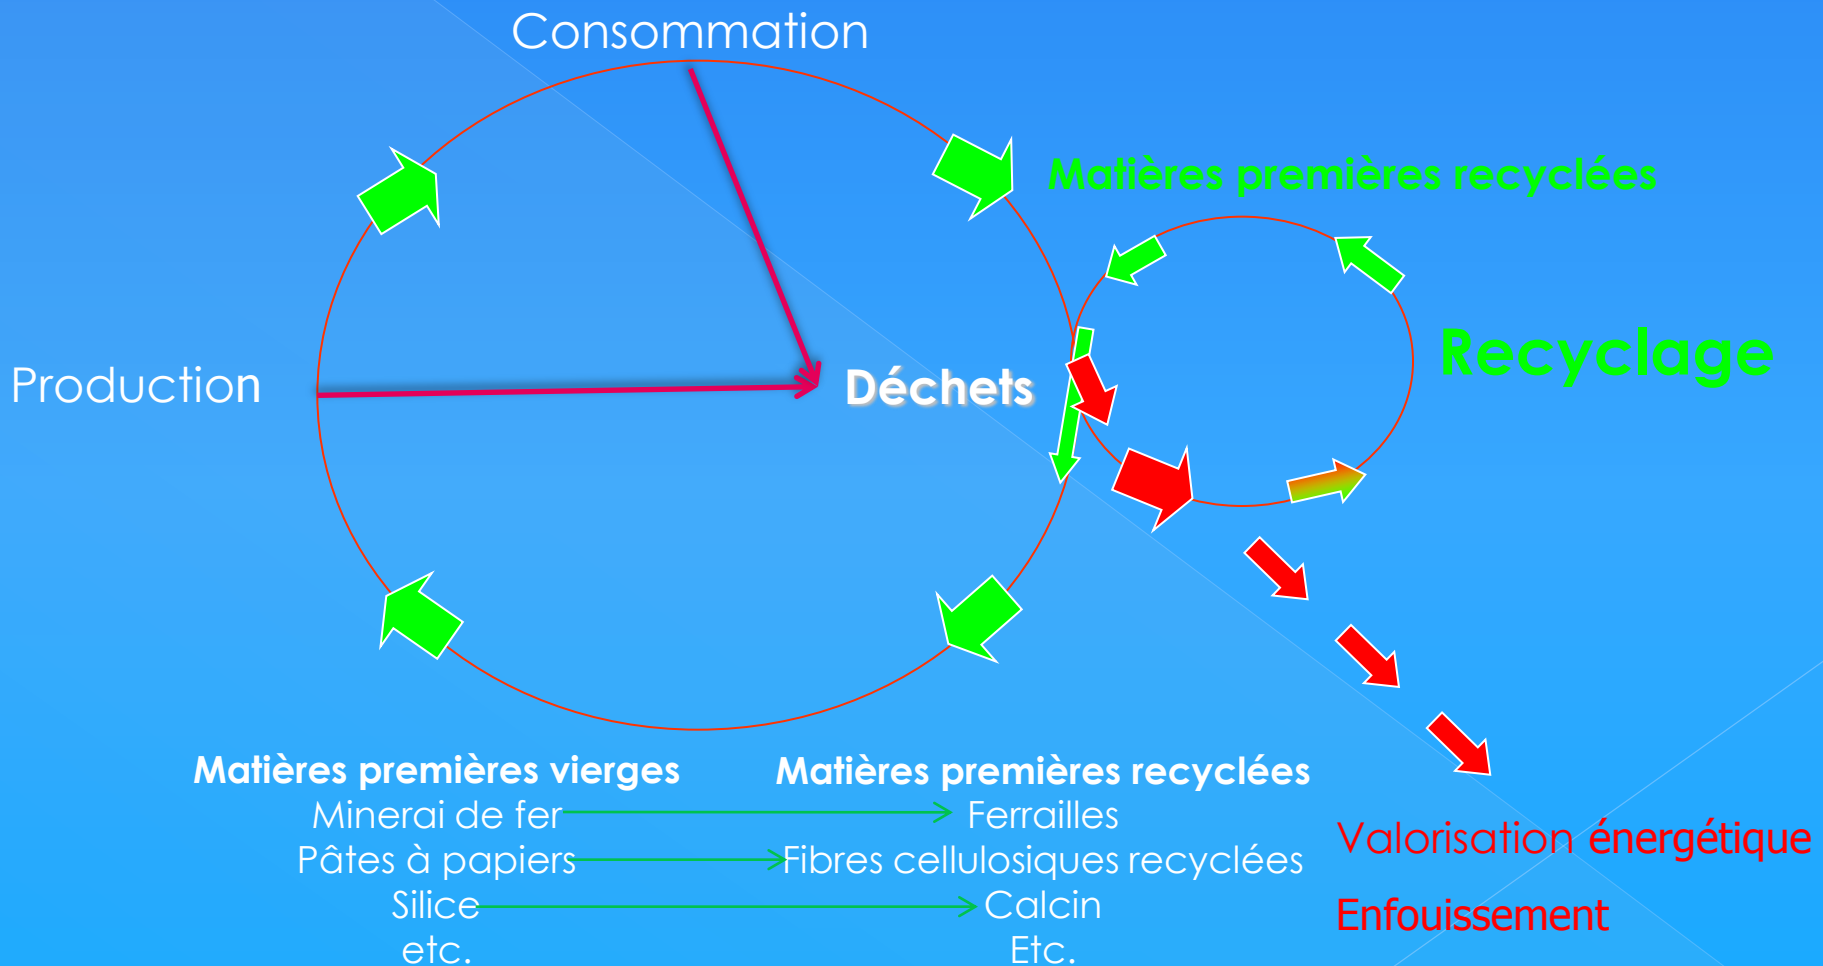 Consommation
Matières premières recyclées
Recyclage
Production
Déchets
Matières premières vierges
Minerai de fer
Pâtes à papiers
Silice
etc.
Matières premières recyclées
Ferrailles
Fibres cellulosiques recyclées
Calcin
Etc.
Valorisation énergétique
Enfouissement